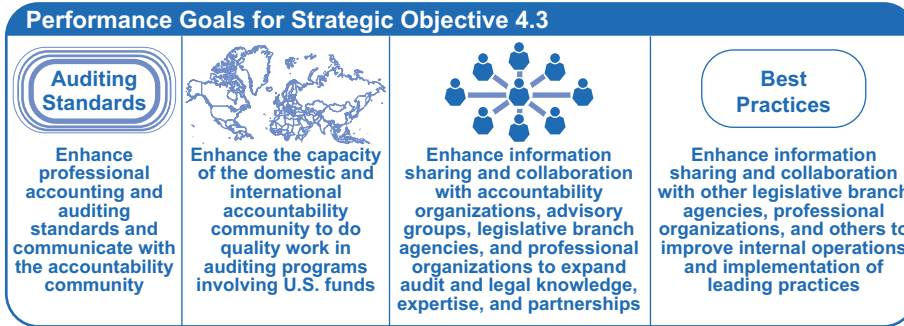 Performance Goals for Strategic Objective 4.3
Auditing
Standards
Enhance
professional
accounting and
auditing
standards and
communicate with
the accountability
community
Enhance the capacity
of the domestic and
international
accountability
community to do
quality work in
auditing programs
involving U.S. funds
Enhance information
sharing and collaboration
with accountability
organizations, advisory
groups, legislative branch
agencies, and professional
organizations to expand
audit and legal knowledge,
expertise, and partnerships
Best
Practices
Enhance information
sharing and collaboration
with other legislative branch
agencies, professional
organizations, and others to
improve internal operations
and implementation of
leading practices